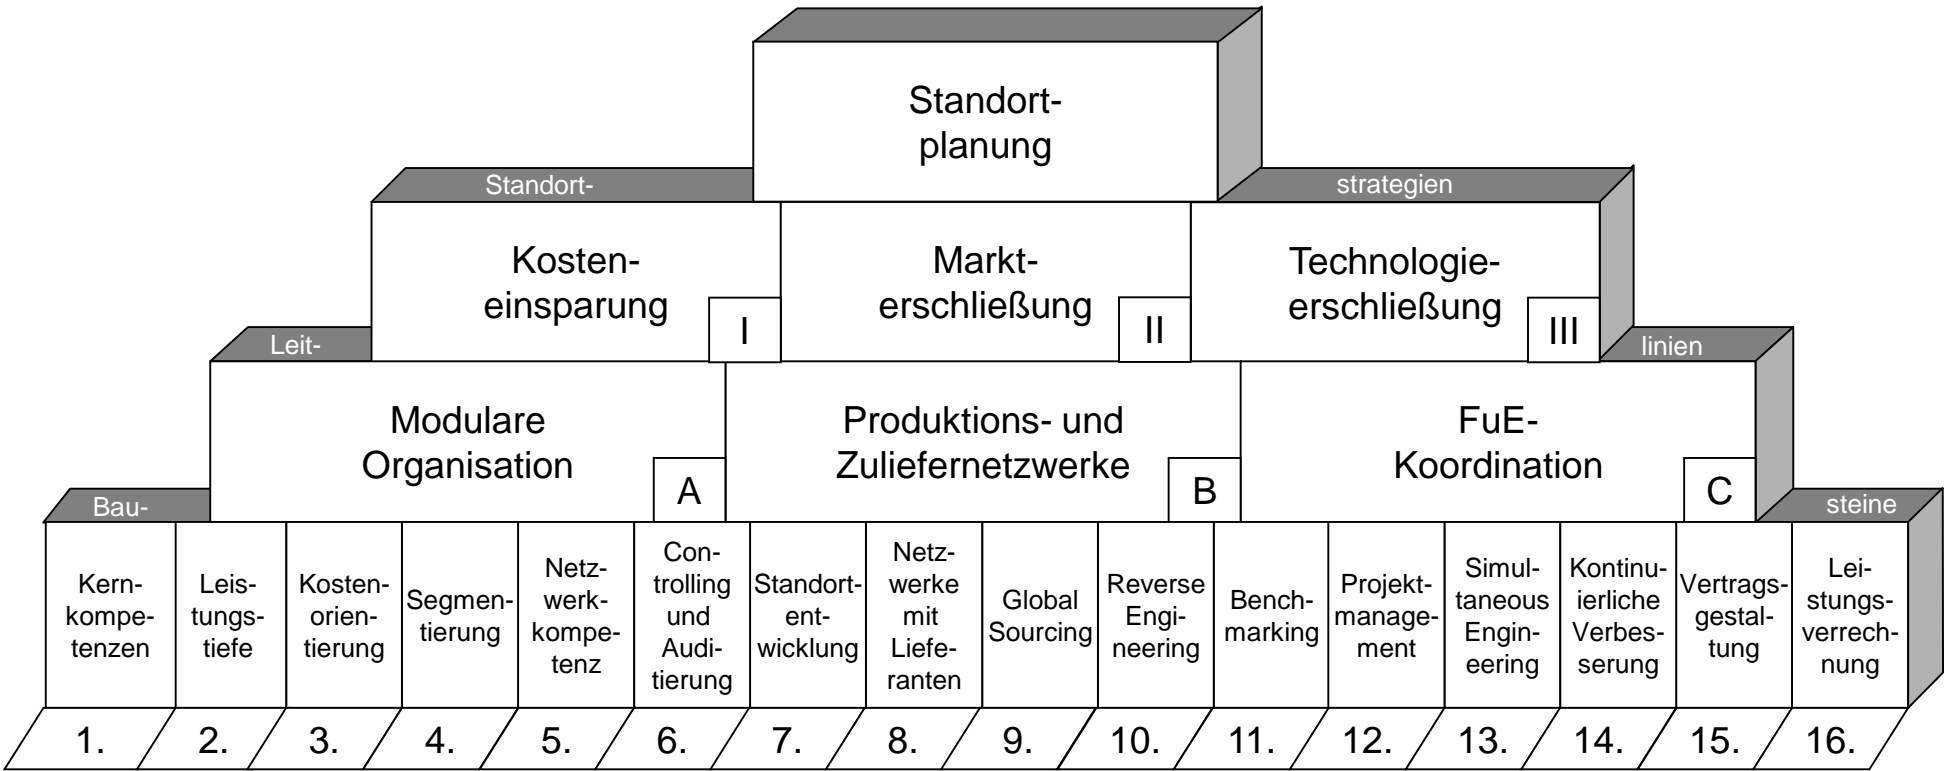 Standort-
planung
Standort-
strategien
Kosten-
einsparung
I
Markt-
erschließung
II
Technologie-
erschließung
III
Leit-
linien
Modulare
Organisation
A
Produktions- und
Zuliefernetzwerke
B
FuE-
Koordination
C
Bau-
steine
Kern-
kompe-
tenzen
Leis-
tungs-
tiefe
Kosten-
orien-
tierung
Segmen-
tierung
Netz-
werk-
kompe-
tenz
Con-
trolling
und
Audi-
tierung
Standort-
ent-
wicklung
Netz-
werke
mit
Liefe-
ranten
Global
Sourcing
Reverse
Engi-
neering
Bench-
marking
Projekt-
manage-
ment
Simul-
taneous
Engin-
eering
Kontinu-
ierliche
Verbes-
serung
Vertrags-
gestal-
tung
Lei-
stungs-
verrech-
nung
1.
2.
3.
4.
5.
6.
7.
8.
9.
10.
11.
12.
13.
14.
15.
16.